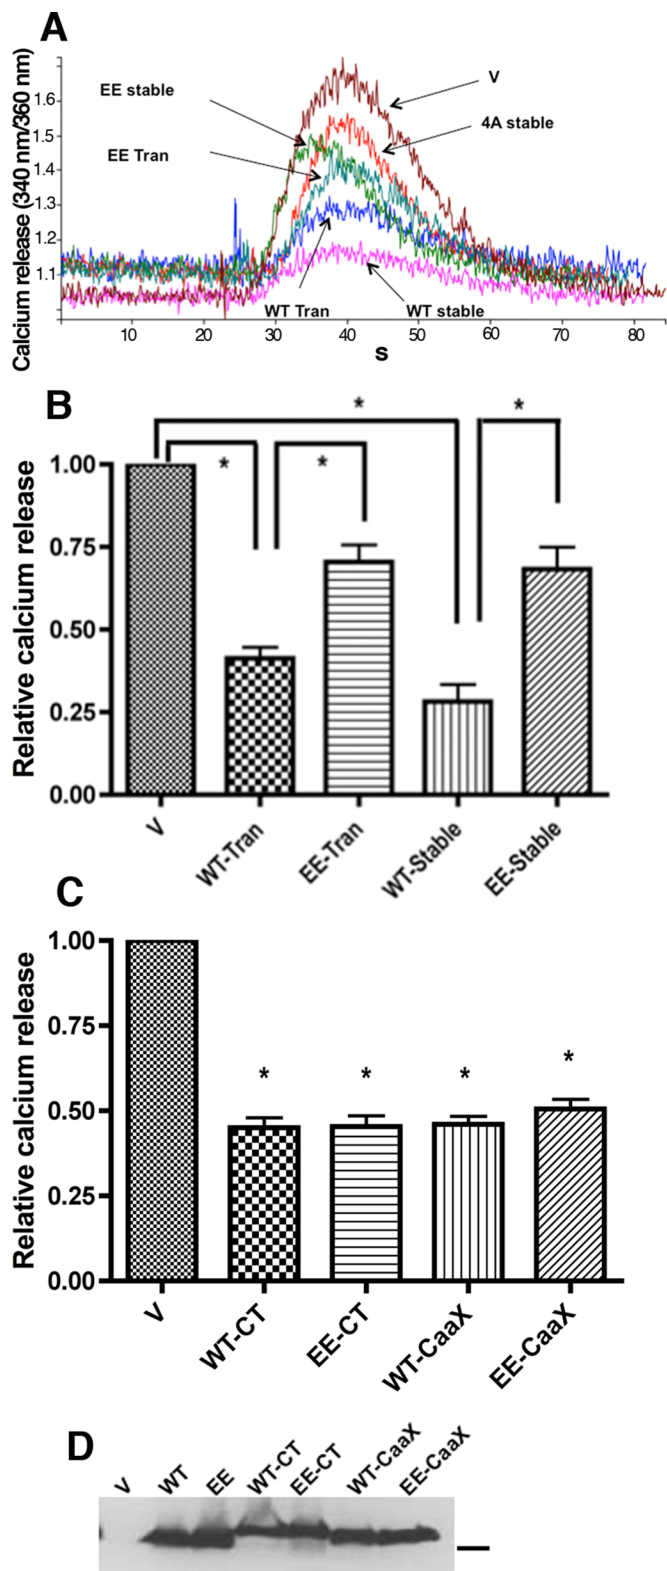 A
Calcium release (340 nm/360 nm)
1.6
1.5
1.4
1.3
1.2
1.1
EE stable
V
4A stable
EE Tran
WT Tran
WT stable
10 20 30 40 50 60 70 80
s
B
Relative calcium release
1.00
0.75
0.50
0.25
0.00
*
*
*
*
V
WT-Tran
EE-Tran
WT-Stable
EE-Stable
C
Relative calcium release
1.00
0.75
0.50
0.25
0.00
* * * *
V
WT-CT
EE-CT
WT-CaaX
EE-CaaX
D
V WT EE WT-CT EE-CT WT-CaaX EE-CaaX